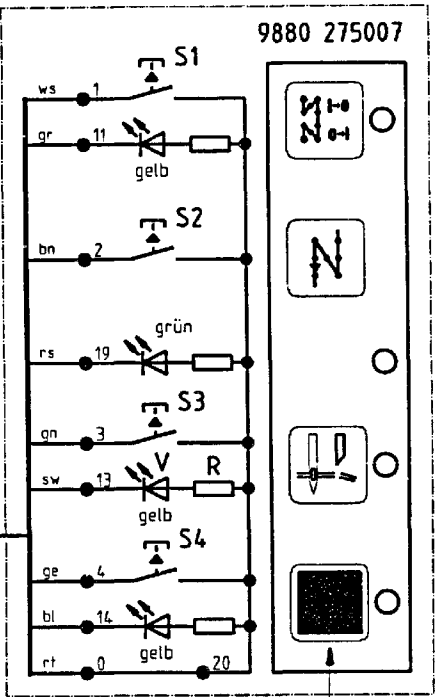 9880 275007
S1
ws 1
gr 11
gelb
S2
bn 2
grün
rs 19
S3
gn 3
V R
sw 13
gelb
S4
ge 4
bl 14
gelb
rt 0 20